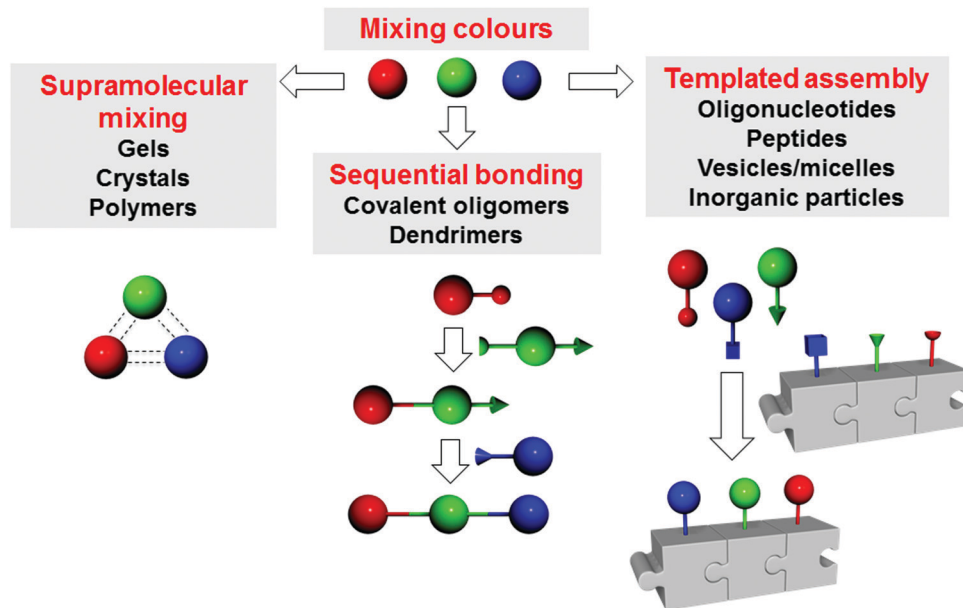 Mixing colours
Supramolecular
mixing
Gels
Crystals
Polymers
Sequential bonding
Covalent oligomers
Dendrimers
Templated assembly
Oligonucleotides
Peptides
Vesicles/micelles
Inorganic particles